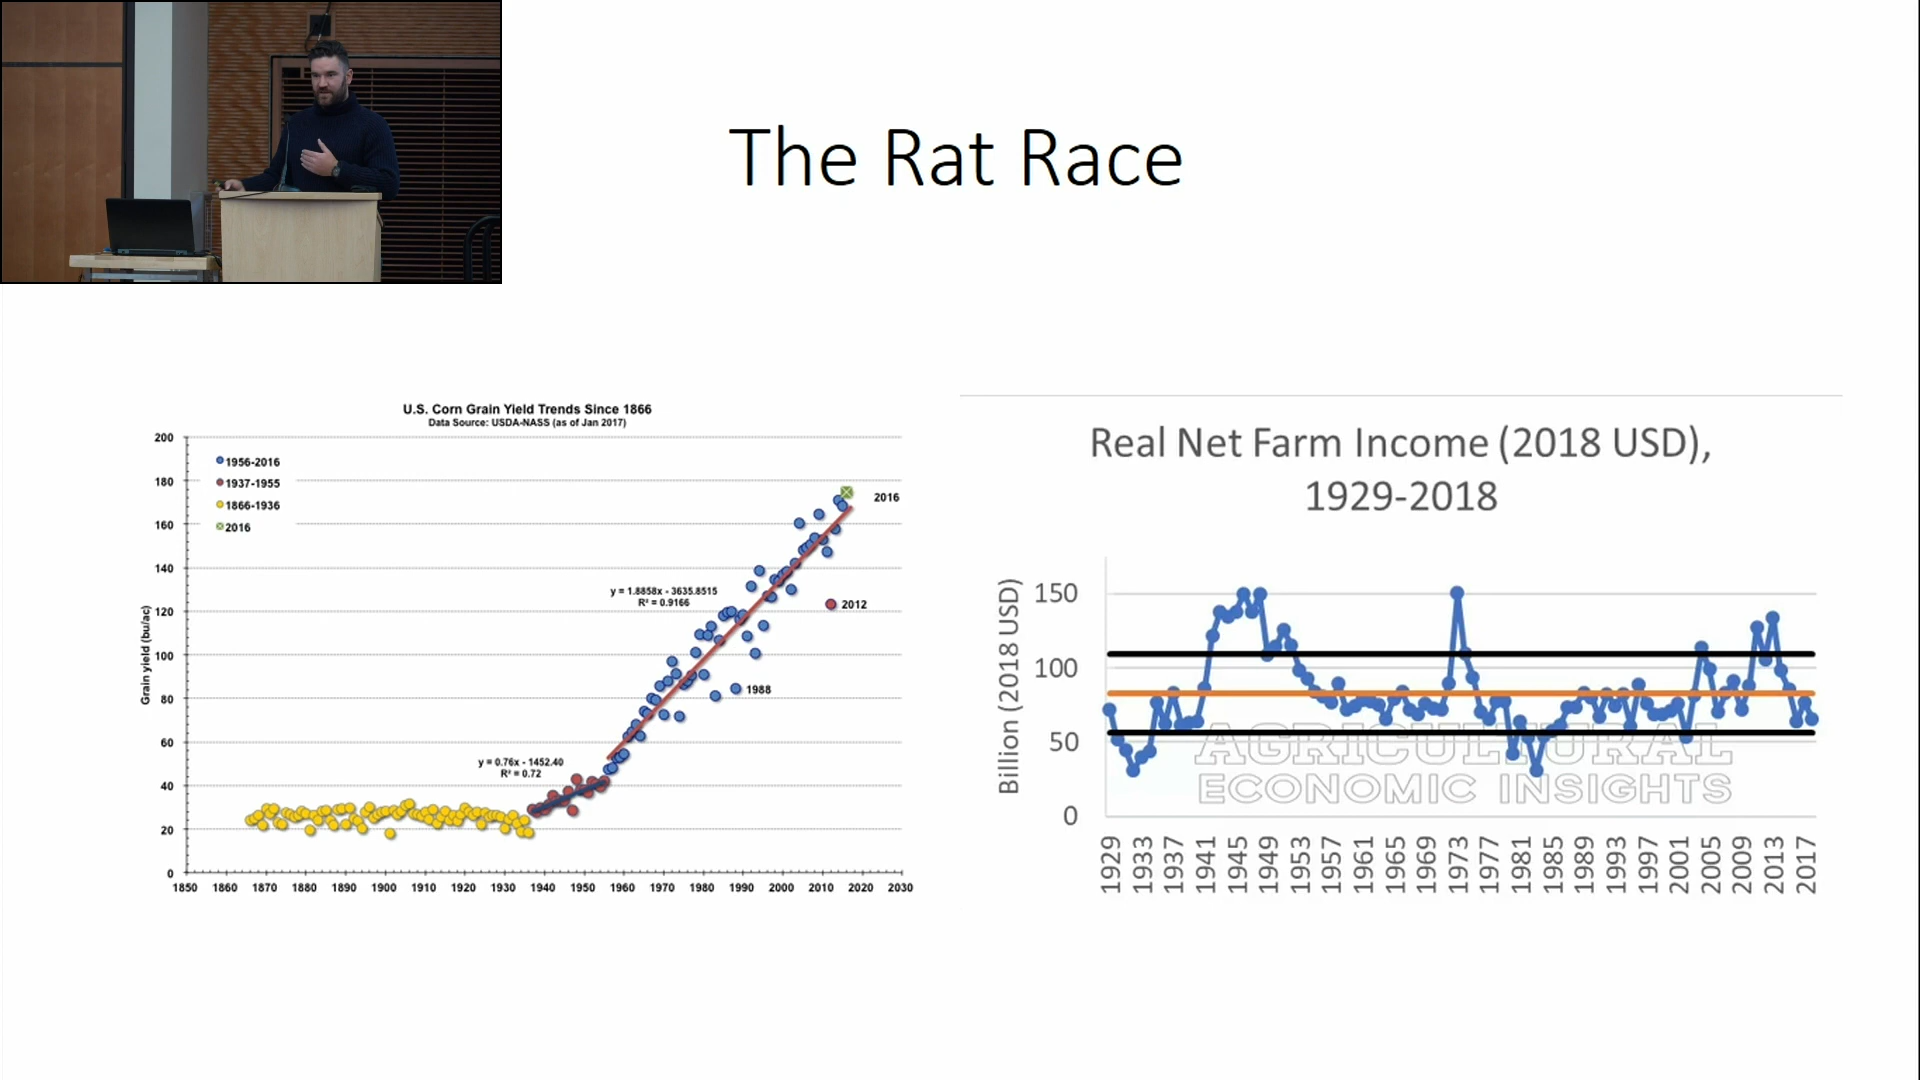 The Rat Race
U.S. Corn Grain Yield Trends Since 1866
Data Source: USDA-NASS (as of Jan 2017)
Grain yield (bu/ac)
200
180
160
140
120
100
80
60
40
20
0
1956-2016
1937-1955
1866-1936
2016
2016
y = 1.8858x - 3635.8515
R² = 0.9166
2012
1988
y = 0.76x - 1452.40
R² = 0.72
1850 1860 1870 1880 1890 1900 1910 1920 1930 1940 1950 1960 1970 1980 1990 2000 2010 2020 2030
Real Net Farm Income (2018 USD),
1929-2018
Billion (2018 USD)
150
100
50
0
AGRICULTURAL
ECONOMIC INSIGHTS
1929 1933 1937 1941 1945 1949 1953 1957 1961 1965 1969 1973 1977 1981 1985 1989 1993 1997 2001 2005 2009 2013 2017